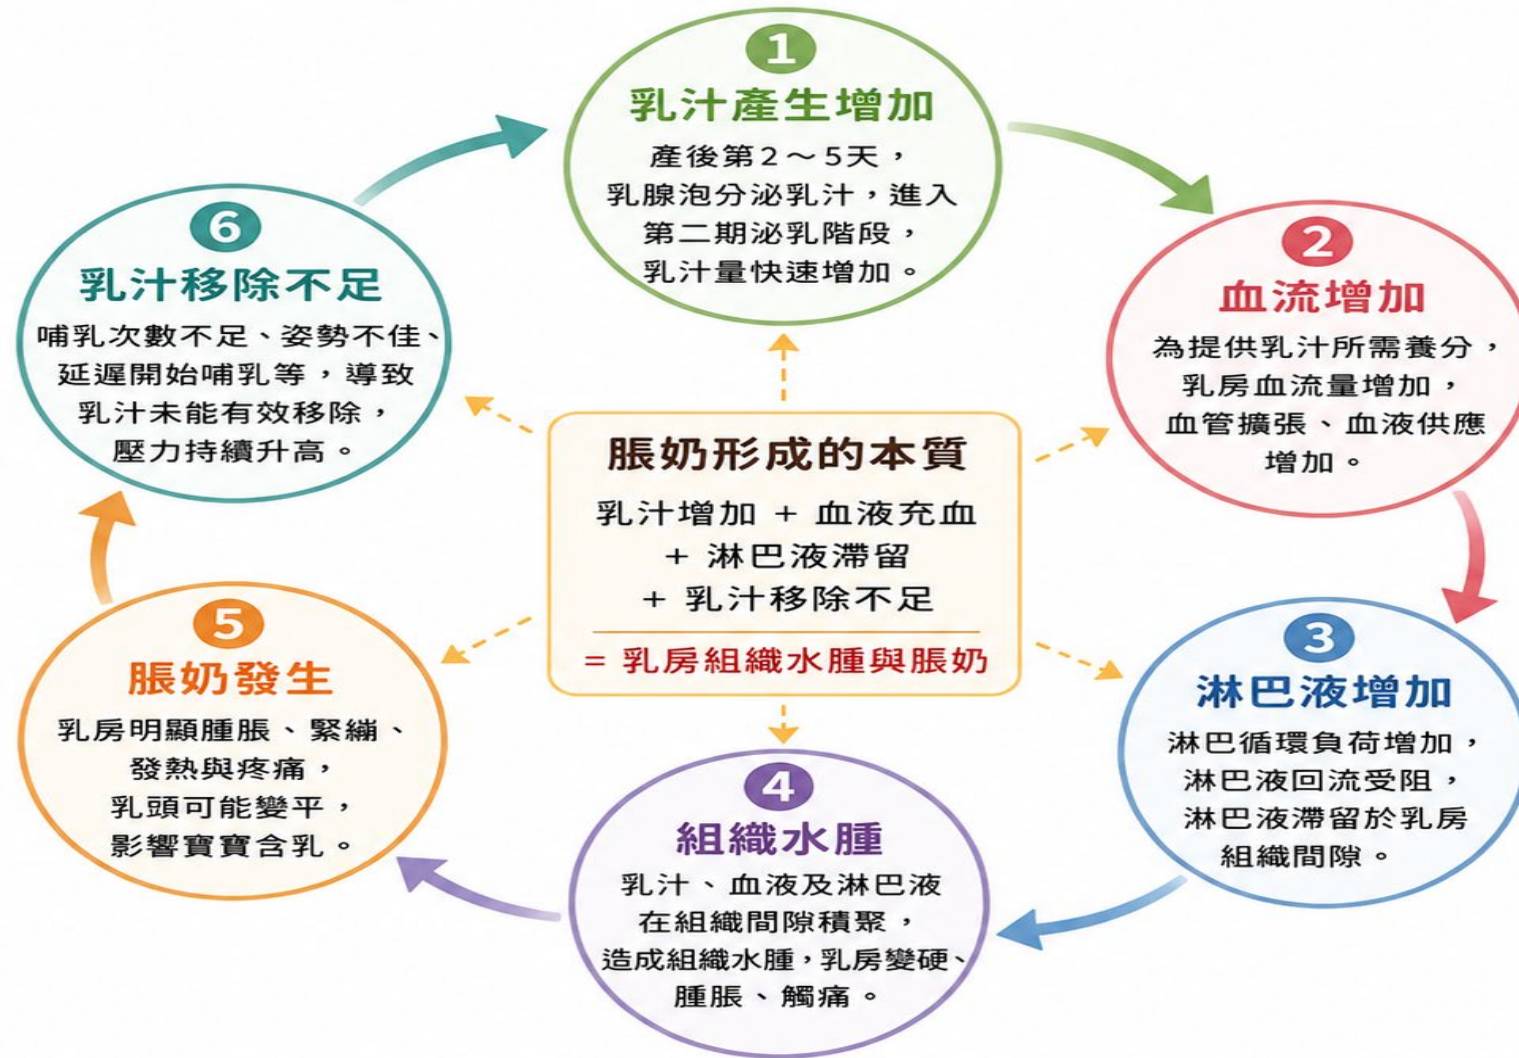 1
乳汁產生增加
產後第2～5天，
乳腺泡分泌乳汁，進入
第二期泌乳階段，
乳汁量快速增加。
2
血流增加
為提供乳汁所需養分，
乳房血流量增加，
血管擴張、血液供應
增加。
3
淋巴液增加
淋巴循環負荷增加，
淋巴液回流受阻，
淋巴液滯留於乳房
組織間隙。
4
組織水腫
乳汁、血液及淋巴液
在組織間隙積聚，
造成組織水腫，乳房變硬、
腫脹、觸痛。
5
脹奶發生
乳房明顯腫脹、緊繃、
發熱與疼痛，
乳頭可能變平，
影響寶寶含乳。
6
乳汁移除不足
哺乳次數不足、姿勢不佳、
延遲開始哺乳等，導致
乳汁未能有效移除，
壓力持續升高。
脹奶形成的本質
乳汁增加 + 血液充血
+ 淋巴液滯留
+ 乳汁移除不足
= 乳房組織水腫與脹奶